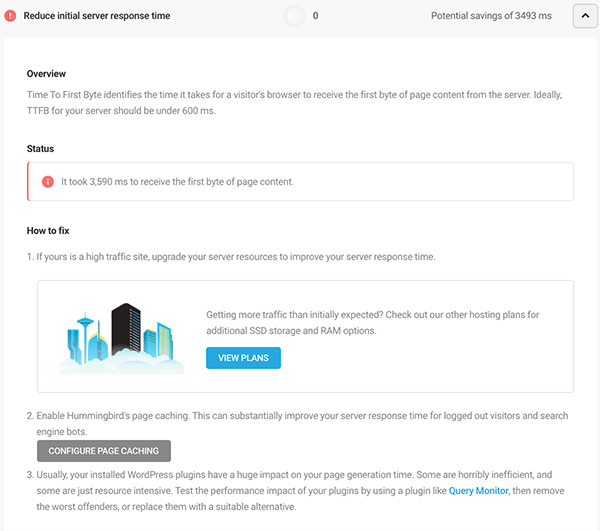 Reduce initial server response time 0 Potential savings of 3493 ms
Overview
Time To First Byte identifies the time it takes for a visitor's browser to receive the first byte of page content from the server. Ideally,
TTFB for your server should be under 600 ms.
Status
It took 3,590 ms to receive the first byte of page content.
How to fix
1. If yours is a high traffic site, upgrade your server resources to improve your server response time.
Getting more traffic than initially expected? Check out our other hosting plans for
additional SSD storage and RAM options.
VIEW PLANS
2. Enable Hummingbird's page caching. This can substantially improve your server response time for logged out visitors and search
engine bots.
CONFIGURE PAGE CACHING
3. Usually, your installed WordPress plugins have a huge impact on your page generation time. Some are horribly inefficient, and
some are just resource intensive. Test the performance impact of your plugins by using a plugin like Query Monitor, then remove
the worst offenders, or replace them with a suitable alternative.